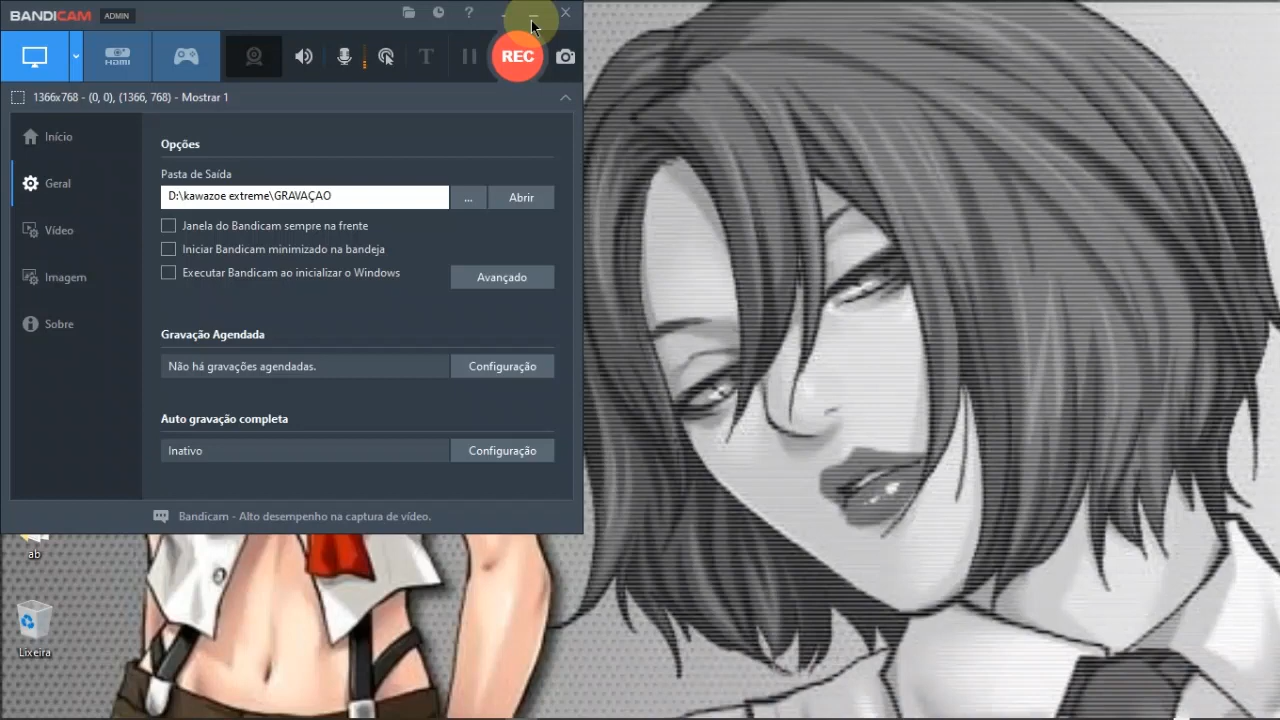 BANDICAM ADMIN
HDMI
REC
1366x768 - (0, 0), (1366, 768) - Mostrar 1
Início
Geral
Vídeo
Imagem
Sobre
Opções
Pasta de Saída
D:\kawazoe extreme\GRAVAÇAO
... Abrir
Janela do Bandicam sempre na frente
Iniciar Bandicam minimizado na bandeja
Executar Bandicam ao inicializar o Windows
Avançado
Gravação Agendada
Não há gravações agendadas. Configuração
Auto gravação completa
Inativo Configuração
Bandicam - Alto desempenho na captura de vídeo.
ab
Lixeira